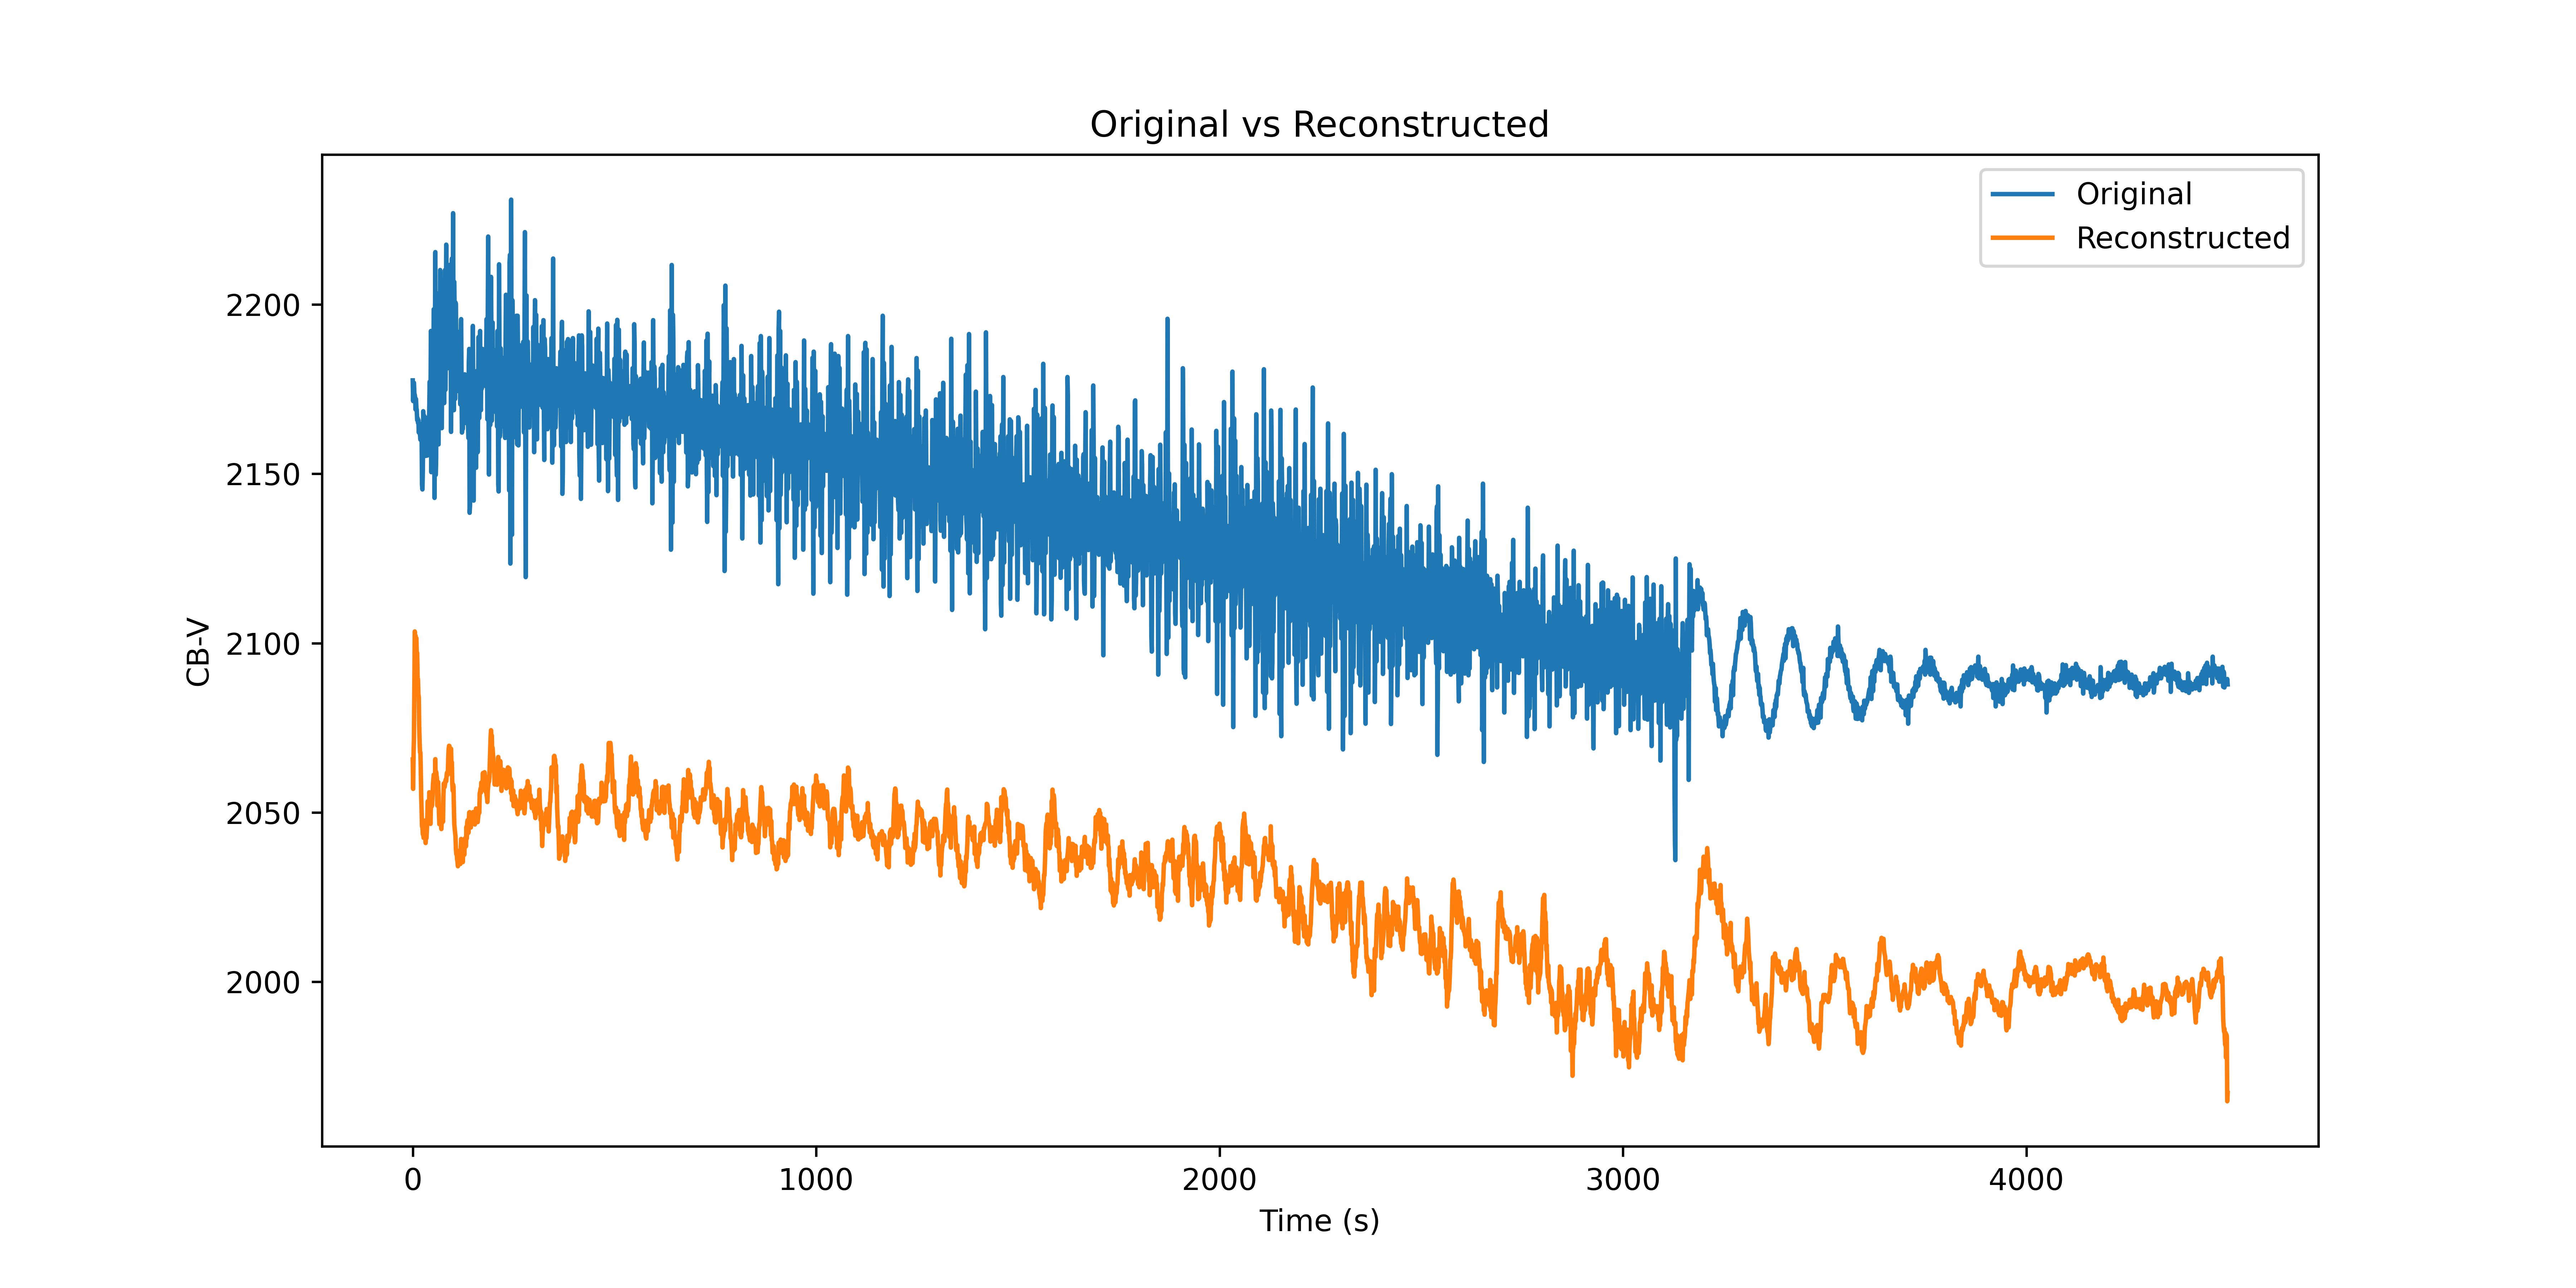 Original vs Reconstructed
Original
Reconstructed
CB-V
2200
2150
2100
2050
2000
0 1000 2000 3000 4000
Time (s)